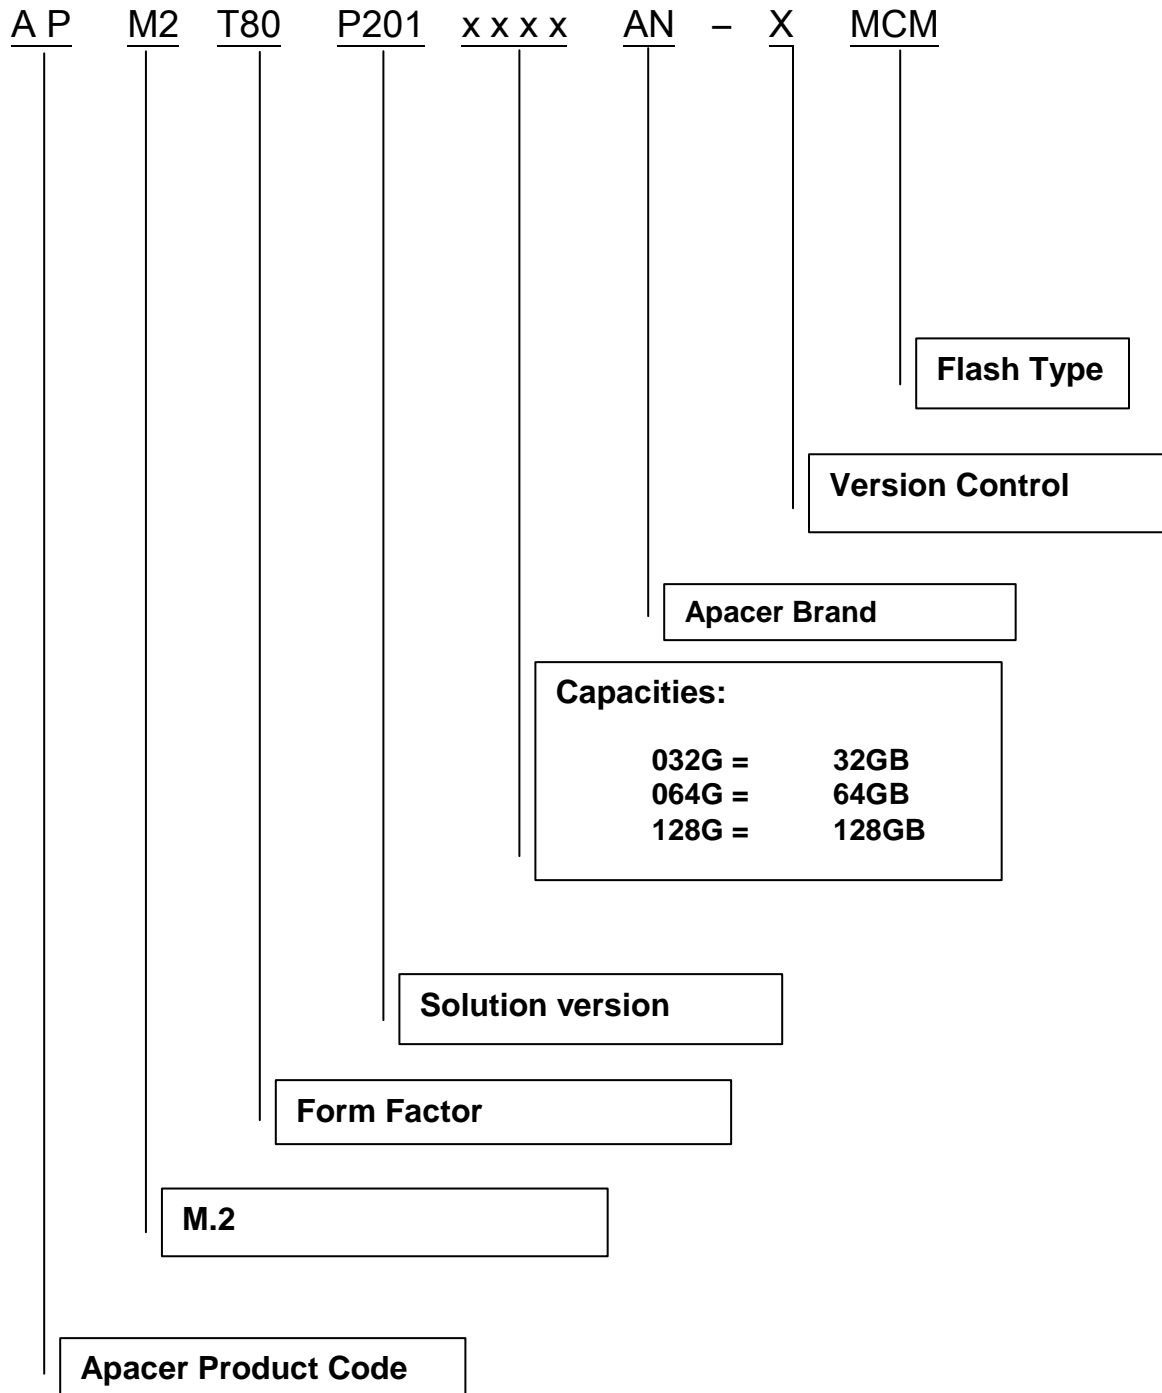 A P M2 T80 P201 x x x x AN – X MCM
Flash Type
Version Control
Apacer Brand
Capacities:
032G = 32GB
064G = 64GB
128G = 128GB
Solution version
Form Factor
M.2
Apacer Product Code